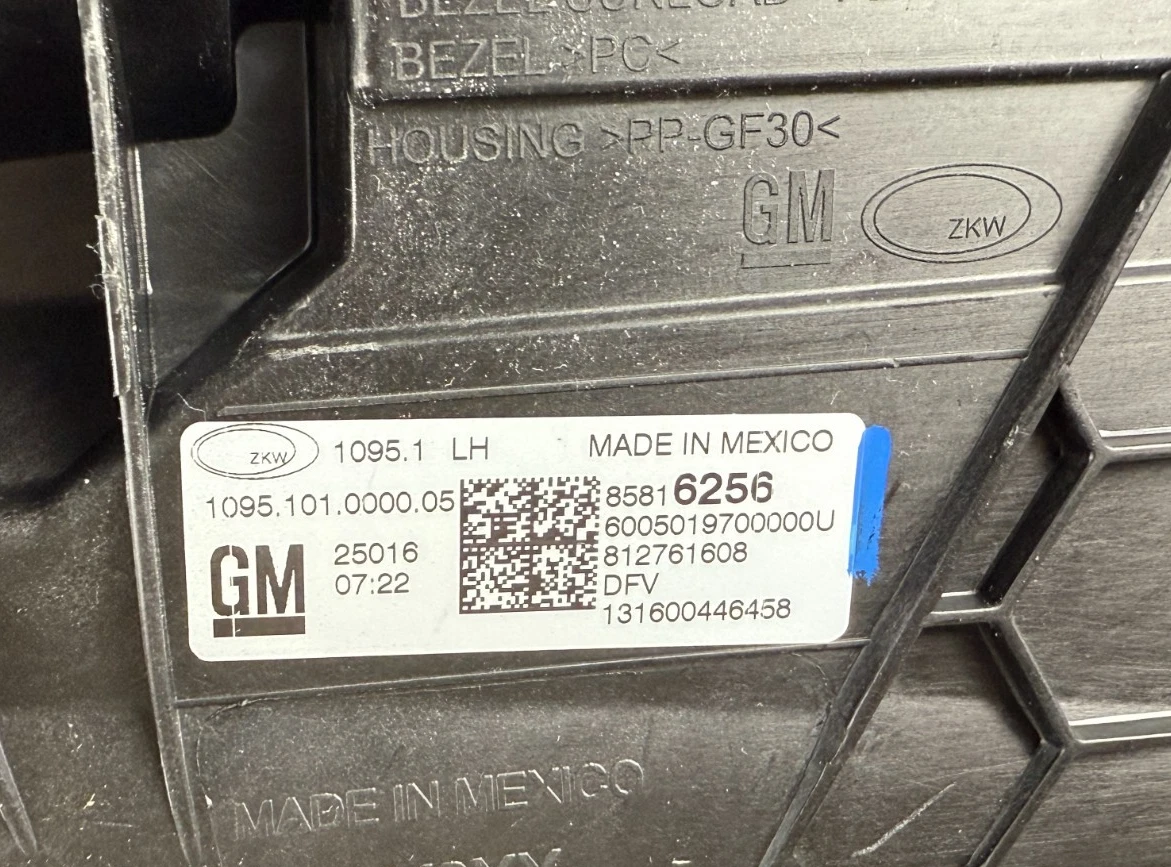 BEZEL >PC<
HOUSING >PP-GF30<
GM
ZKW
ZKW 1095.1 LH MADE IN MEXICO
1095.101.0000.05 85816256
6005019700000U
GM 25016 812761608
07:22 DFV
131600446458
MADE IN MEXICO